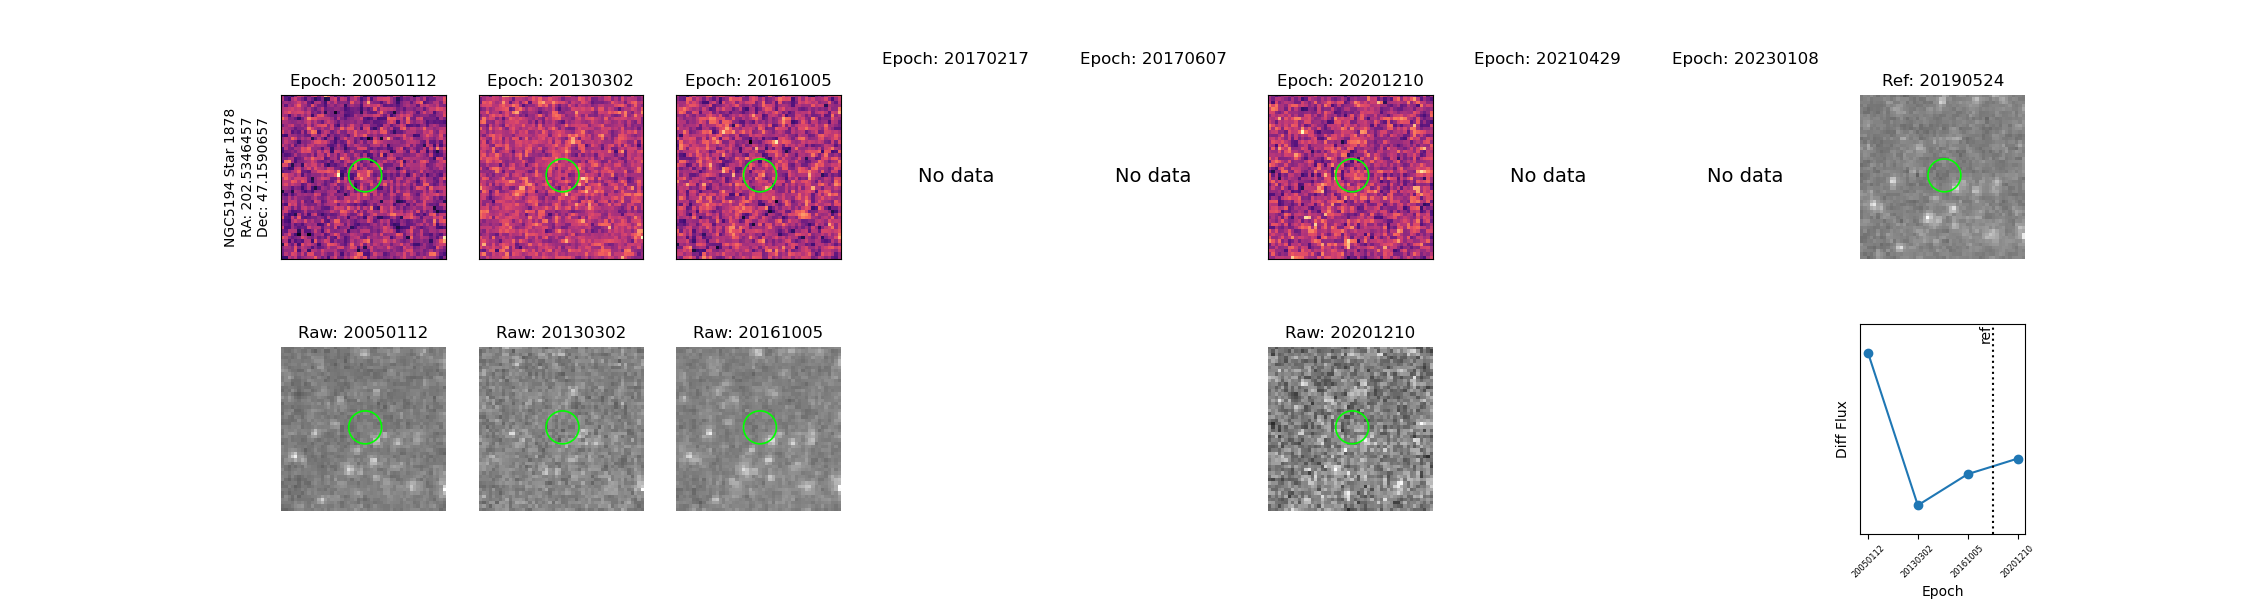 Epoch: 20170217
Epoch: 20170607
Epoch: 20210429
Epoch: 20230108
Epoch: 20050112
Epoch: 20130302
Epoch: 20161005
Epoch: 20201210
Ref: 20190524
NGC5194 Star 1878
RA: 202.5346457
Dec: 47.1590657
No data
No data
No data
No data
Raw: 20050112
Raw: 20130302
Raw: 20161005
Raw: 20201210
ref
Diff Flux
20050112
20130302
20161005
20201210
Epoch